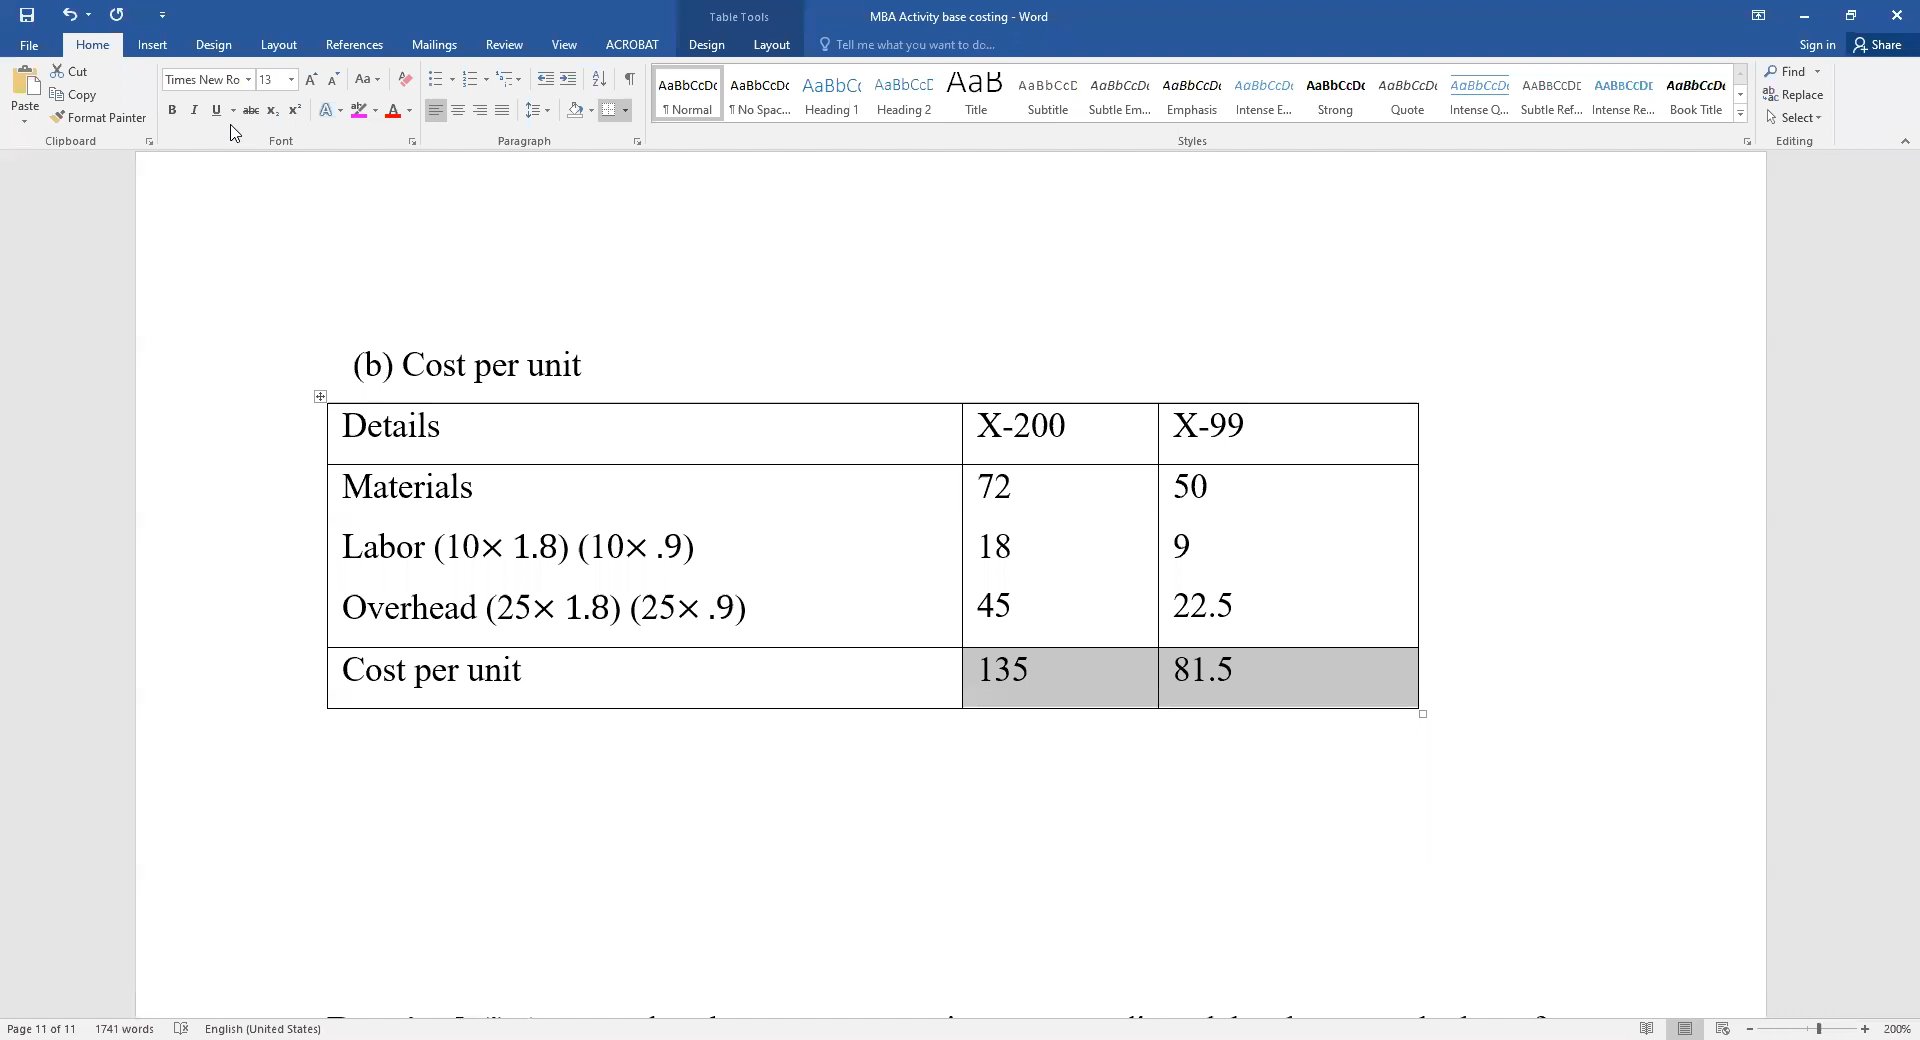 Table Tools
MBA Activity base costing - Word
File Home Insert Design Layout References Mailings Review View ACROBAT Design Layout Tell me what you want to do... Sign in Share
Paste
Cut
Copy
Format Painter
Clipboard
Times New Ro 13
Font
Paragraph
AaBbCcDc AaBbCcDc AaBbCc AaBbCcD AaB AaBbCcD AaBbCcDc AaBbCcDc AaBbCcDc AaBbCcDc AaBbCcDc AaBbCcDc AABBCCDD AABBCCDD AaBbCcDc
¶ Normal ¶ No Spac... Heading 1 Heading 2 Title Subtitle Subtle Em... Emphasis Intense E... Strong Quote Intense Q... Subtle Ref... Intense Re... Book Title
Styles
Find
Replace
Select
Editing
(b) Cost per unit
Details X-200 X-99
Materials 72 50
Labor (10× 1.8) (10× .9) 18 9
Overhead (25× 1.8) (25× .9) 45 22.5
Cost per unit 135 81.5
Page 11 of 11 1741 words English (United States) 200%